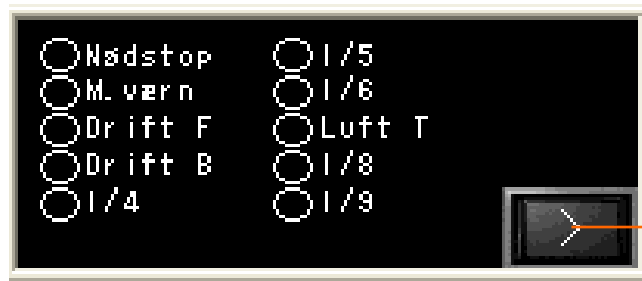 Nødstop
M.værn
Drift F
Drift B
I/4
I/5
I/6
Luft T
I/8
I/9
>